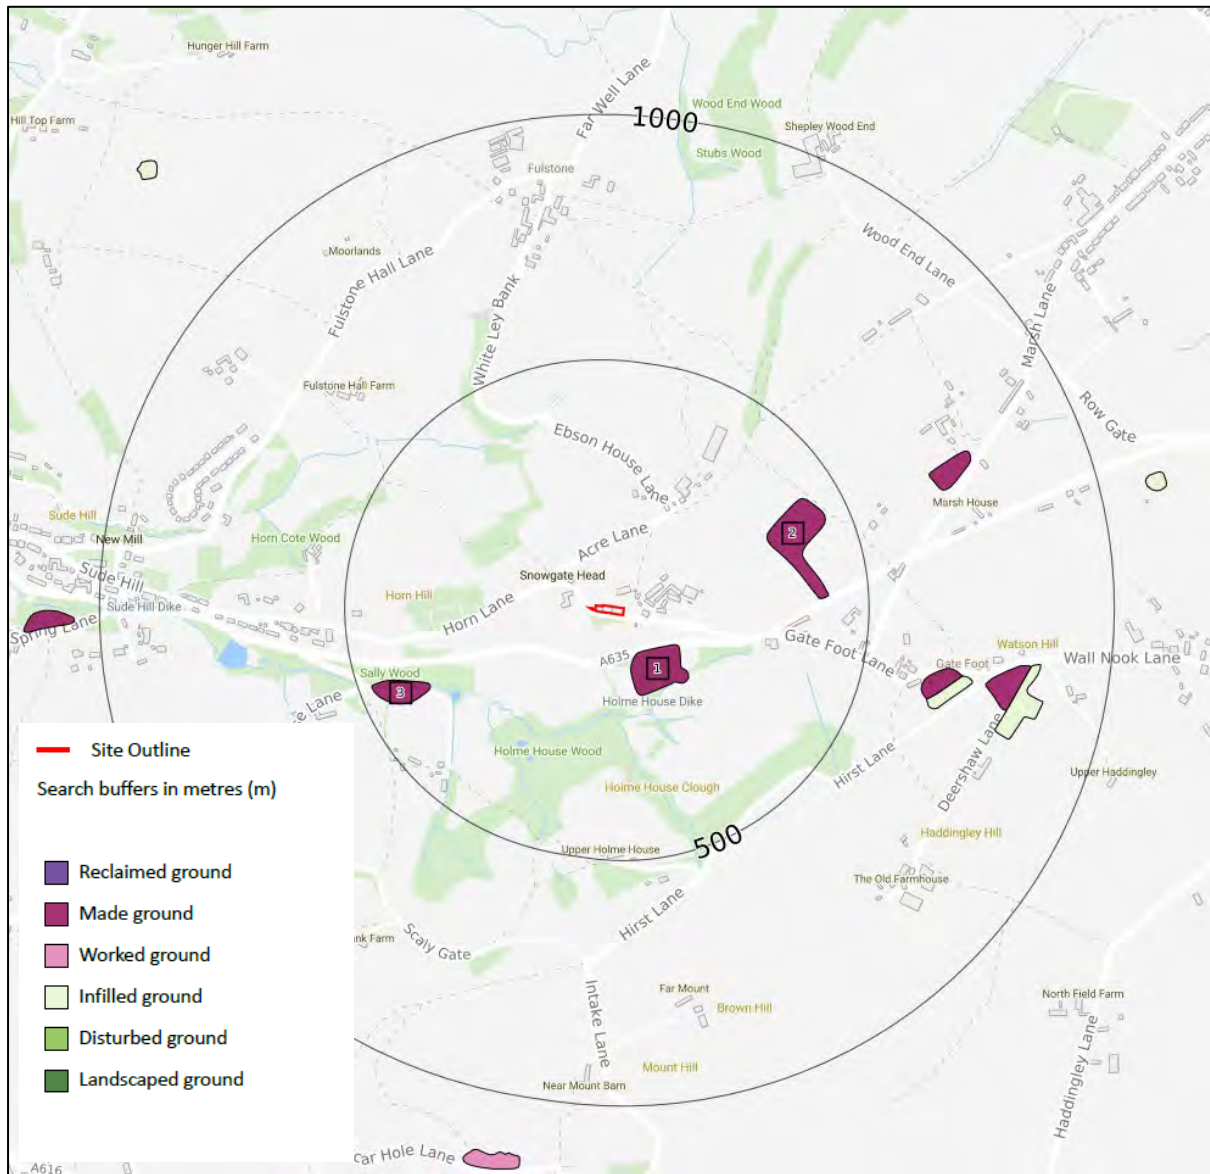 Hunger Hill Farm
Hill Top Farm
Far Well Lane
1000
Wood End Wood
Shepley Wood End
Stubs Wood
Fulstone
Moorlands
Fulstone Hall Lane
White Ley Bank
Wood End Lane
Marsh Lane
Row Gate
Fulstone Hall Farm
Ebson House Lane
Marsh House
Sude Hill
New Mill
Horn Cote Wood
Acre Lane
2
Snowgate Head
Sude Hill
Sude Hill Dike
Horn Hill
Horn Lane
Spring Lane
Gate Foot Lane
Watson Hill
Wall Nook Lane
A635
1
Gate Foot
Sally Wood
3
Holme House Dike
e Lane
Holme House Wood
Hirst Lane
Deershaw Lane
Upper Haddingley
Holme House Clough
Haddingley Hill
500
Upper Holme House
The Old Farmhouse
Hirst Lane
Scaly Gate
nk Farm
Intake Lane
Far Mount
Brown Hill
North Field Farm
Mount Hill
Near Mount Barn
Haddingley Lane
car Hole Lane
A616
Site Outline
Search buffers in metres (m)
Reclaimed ground
Made ground
Worked ground
Infilled ground
Disturbed ground
Landscaped ground